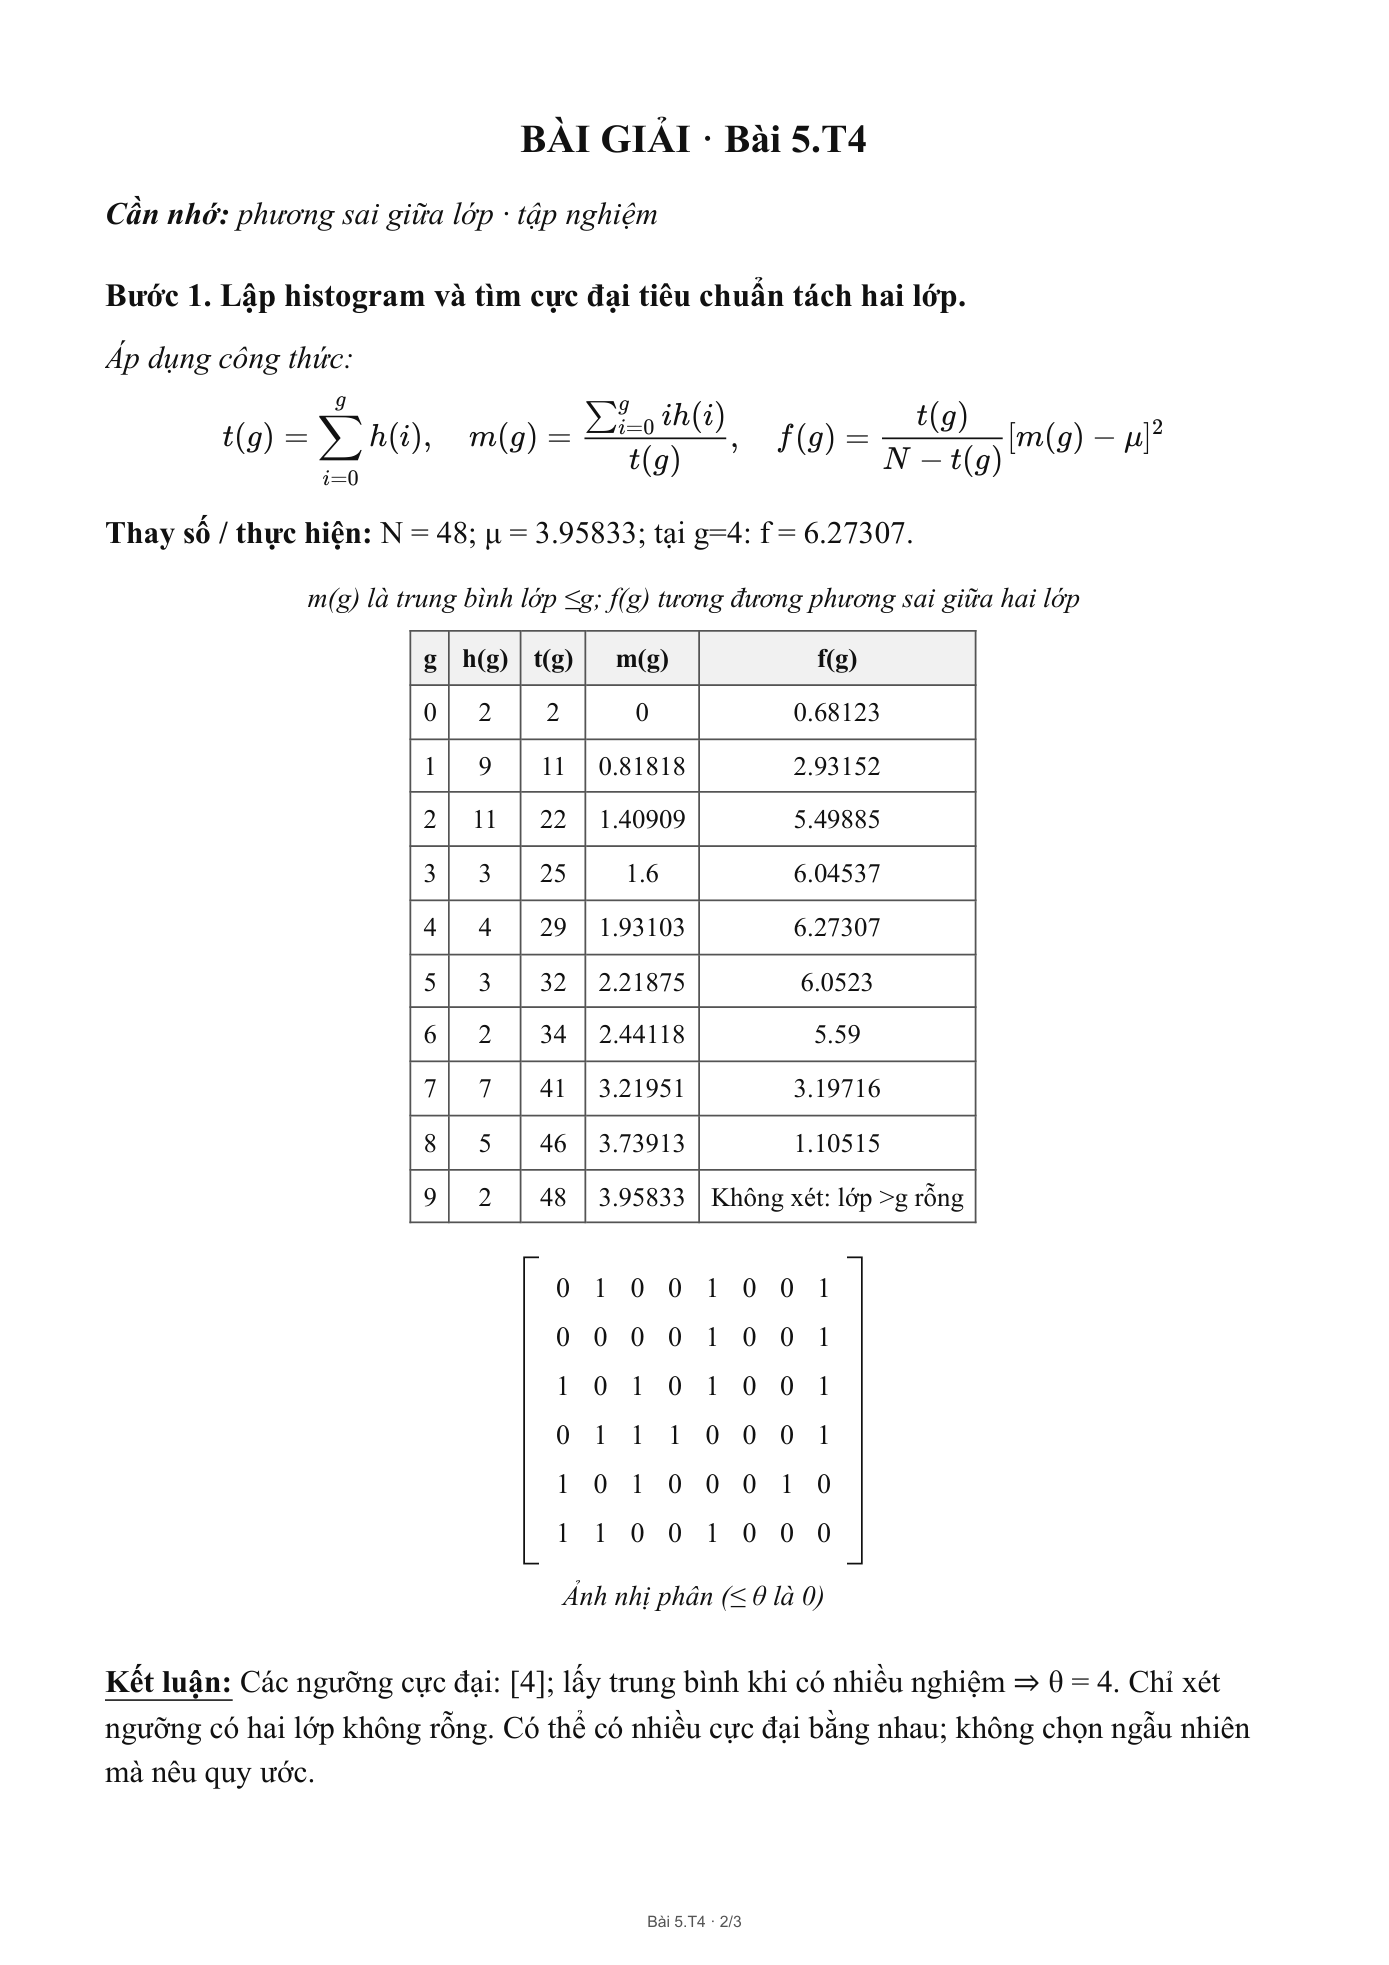 BÀI GIẢI · Bài 5.T4
Cần nhớ: phương sai giữa lớp · tập nghiệm
Bước 1. Lập histogram và tìm cực đại tiêu chuẩn tách hai lớp.
Áp dụng công thức:
t(g) = \sum_{i=0}^{g} h(i), m(g) = \frac{\sum_{i=0}^{g} ih(i)}{t(g)}, f(g) = \frac{t(g)}{N − t(g)}[m(g) − μ]^2
Thay số / thực hiện: N = 48; μ = 3.95833; tại g=4: f = 6.27307.
m(g) là trung bình lớp ≤g; f(g) tương đương phương sai giữa hai lớp
g h(g) t(g) m(g) f(g)
0 2 2 0 0.68123
1 9 11 0.81818 2.93152
2 11 22 1.40909 5.49885
3 3 25 1.6 6.04537
4 4 29 1.93103 6.27307
5 3 32 2.21875 6.0523
6 2 34 2.44118 5.59
7 7 41 3.21951 3.19716
8 5 46 3.73913 1.10515
9 2 48 3.95833 Không xét: lớp >g rỗng
0 1 0 0 1 0 0 1
0 0 0 0 1 0 0 1
1 0 1 0 1 0 0 1
0 1 1 1 0 0 0 1
1 0 1 0 0 0 1 0
1 1 0 0 1 0 0 0
Ảnh nhị phân (≤ θ là 0)
Kết luận: Các ngưỡng cực đại: [4]; lấy trung bình khi có nhiều nghiệm ⇒ θ = 4. Chỉ xét
ngưỡng có hai lớp không rỗng. Có thể có nhiều cực đại bằng nhau; không chọn ngẫu nhiên
mà nêu quy ước.
Bài 5.T4 · 2/3